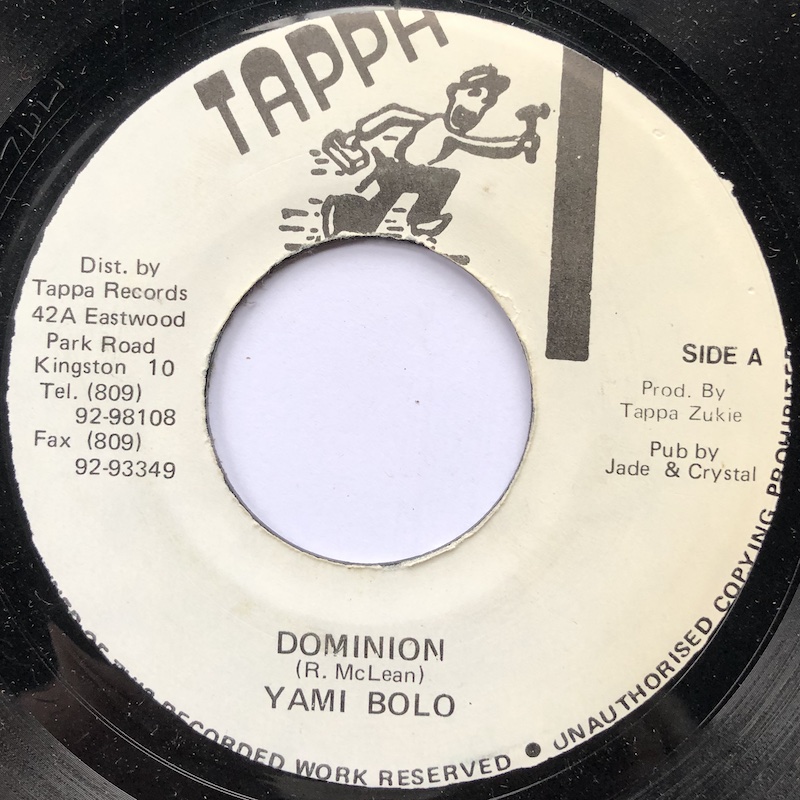 TAPPA
Dist. by
Tappa Records
42A Eastwood
Park Road
Kingston 10
Tel. (809)
92-98108
Fax (809)
92-93349
SIDE A
Prod. By
Tappa Zukie
Pub by
Jade & Crystal
DOMINION
(R. McLean)
YAMI BOLO
OF THIS RECORDED WORK RESERVED • UNAUTHORISED COPYING PROHIBITED